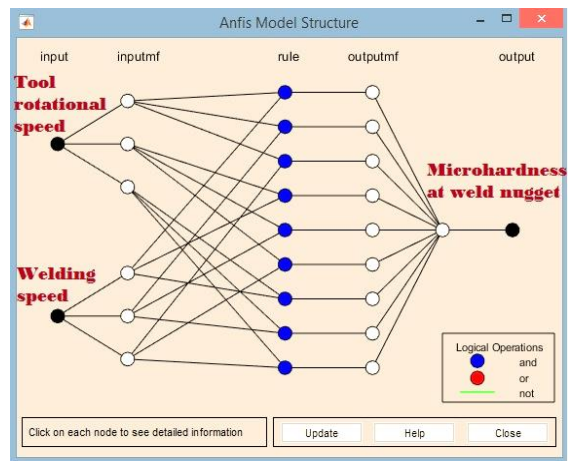 Anfis Model Structure
input inputmf rule outputmf output
Tool
rotational
speed
Microhardness
at weld nugget
Welding
speed
Logical Operations
and
or
not
Click on each node to see detailed information
Update Help Close